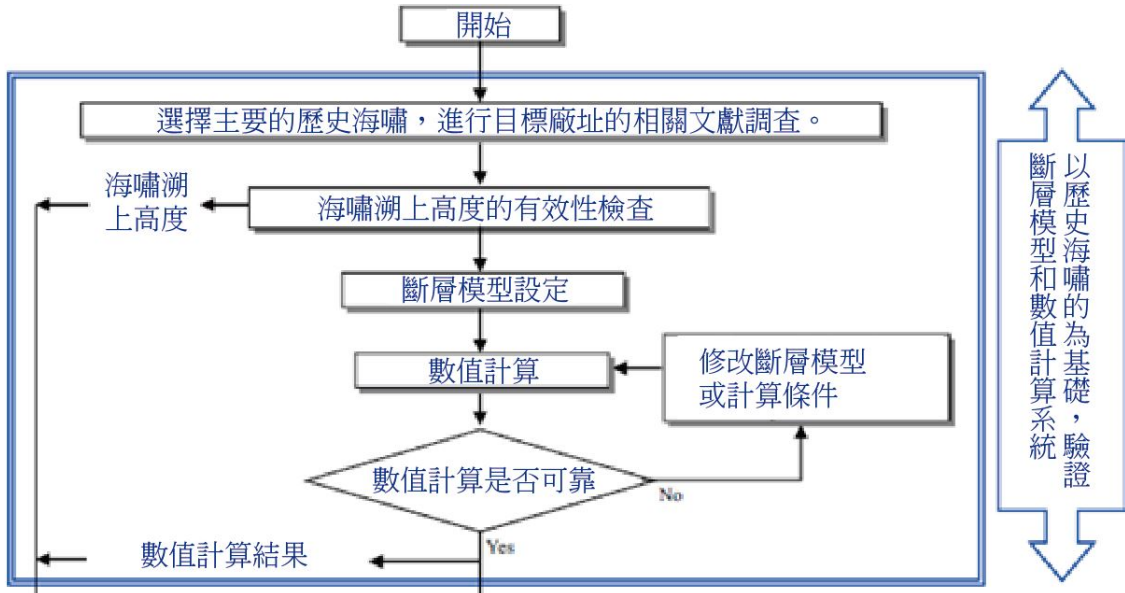 開始
選擇主要的歷史海嘯，進行目標廠址的相關文獻調查。
海嘯溯
上高度
海嘯溯上高度的有效性檢查
斷層模型設定
數值計算
修改斷層模型
或計算條件
數值計算是否可靠
No
Yes
數值計算結果
以歷史海嘯的為基礎，驗證
斷層模型和數值計算系統